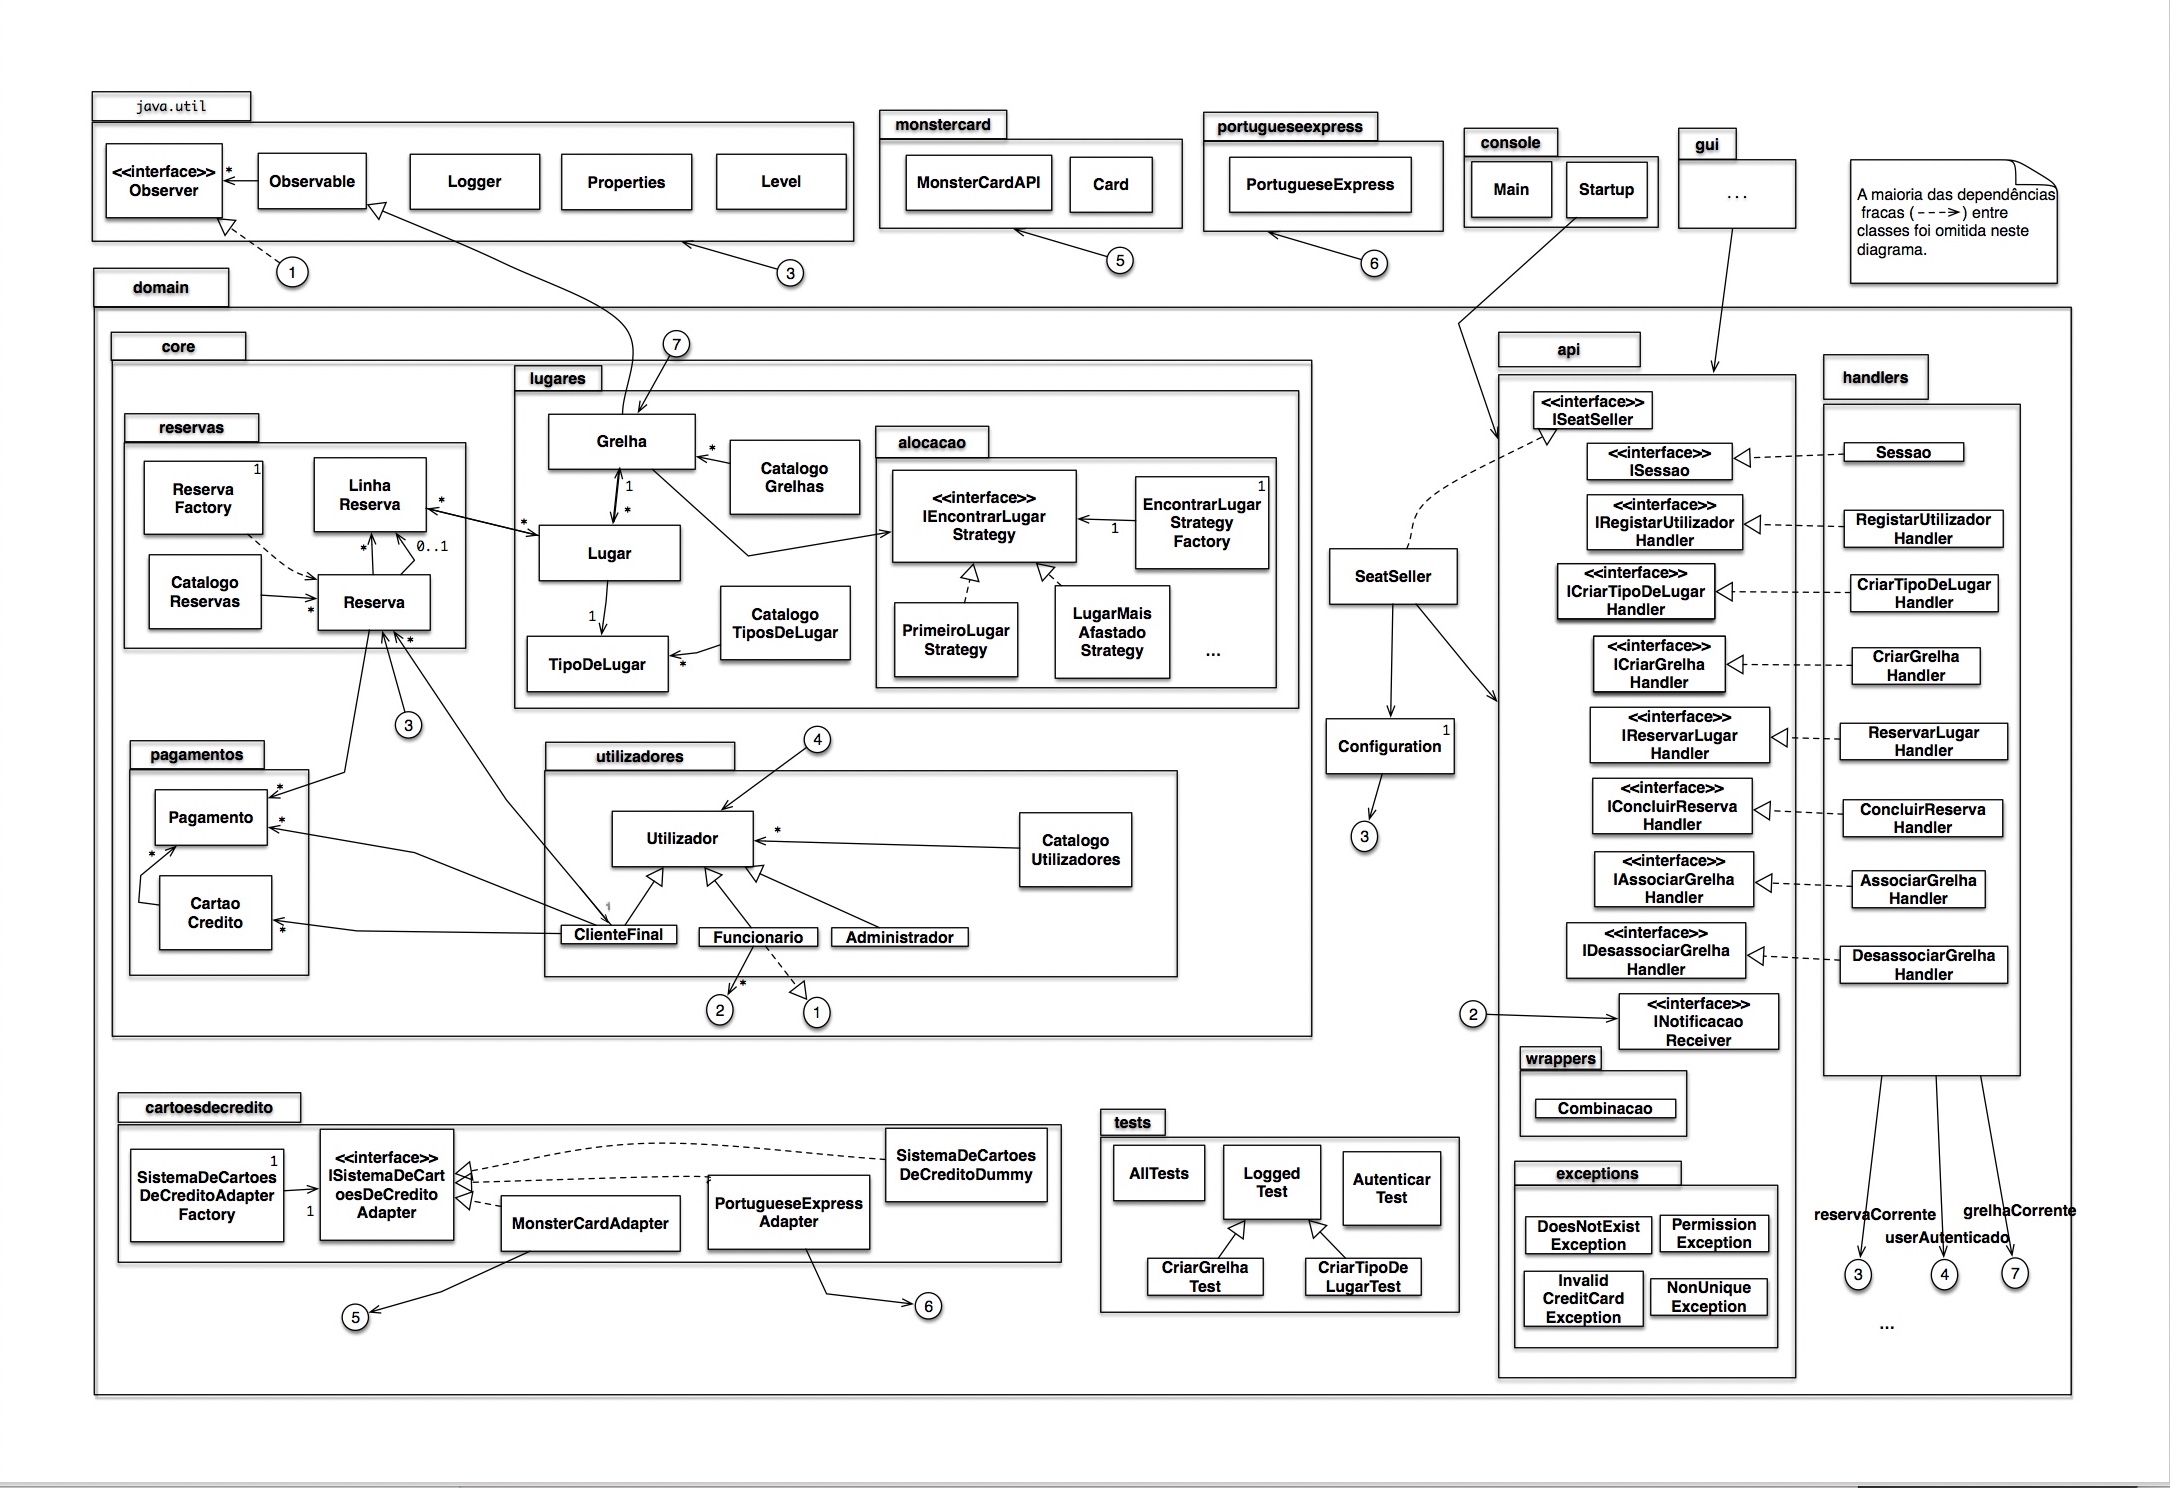 java.util
<<interface>>
Observer
*
Observable
Logger
Properties
Level
1
3
monstercard
MonsterCardAPI
Card
5
portugueseexpress
PortugueseExpress
6
console
Main
Startup
gui
...
A maioria das dependências
fracas (--->) entre
classes foi omitida neste
diagrama.
domain
core
7
reservas
Reserva
Factory
1
Linha
Reserva
*
*
0..1
Catalogo
Reservas
*
Reserva
*
3
lugares
Grelha
*
Catalogo
Grelhas
1
*
*
Lugar
1
TipoDeLugar
*
Catalogo
TiposDeLugar
alocacao
<<interface>>
IEncontrarLugar
Strategy
1
1
EncontrarLugar
Strategy
Factory
PrimeiroLugar
Strategy
LugarMais
Afastado
Strategy
...
pagamentos
*
Pagamento
*
*
Cartao
Credito
*
utilizadores
4
Utilizador
*
Catalogo
Utilizadores
1
ClienteFinal
Funcionario
Administrador
*
2
1
SeatSeller
Configuration
1
3
api
<<interface>>
ISeatSeller
<<interface>>
ISessao
<<interface>>
IRegistarUtilizador
Handler
<<interface>>
ICriarTipoDeLugar
Handler
<<interface>>
ICriarGrelha
Handler
<<interface>>
IReservarLugar
Handler
<<interface>>
IConcluirReserva
Handler
<<interface>>
IAssociarGrelha
Handler
<<interface>>
IDesassociarGrelha
Handler
2
<<interface>>
INotificacao
Receiver
wrappers
Combinacao
exceptions
DoesNotExist
Exception
Permission
Exception
Invalid
CreditCard
Exception
NonUnique
Exception
handlers
Sessao
RegistarUtilizador
Handler
CriarTipoDeLugar
Handler
CriarGrelha
Handler
ReservarLugar
Handler
ConcluirReserva
Handler
AssociarGrelha
Handler
DesassociarGrelha
Handler
reservaCorrente
grelhaCorrente
userAutenticado
3
4
7
...
cartoesdecredito
1
SistemaDeCartoes
DeCreditoAdapter
Factory
1
<<interface>>
ISistemaDeCart
oesDeCredito
Adapter
MonsterCardAdapter
PortugueseExpress
Adapter
SistemaDeCartoes
DeCreditoDummy
5
6
tests
AllTests
Logged
Test
Autenticar
Test
CriarGrelha
Test
CriarTipoDe
LugarTest